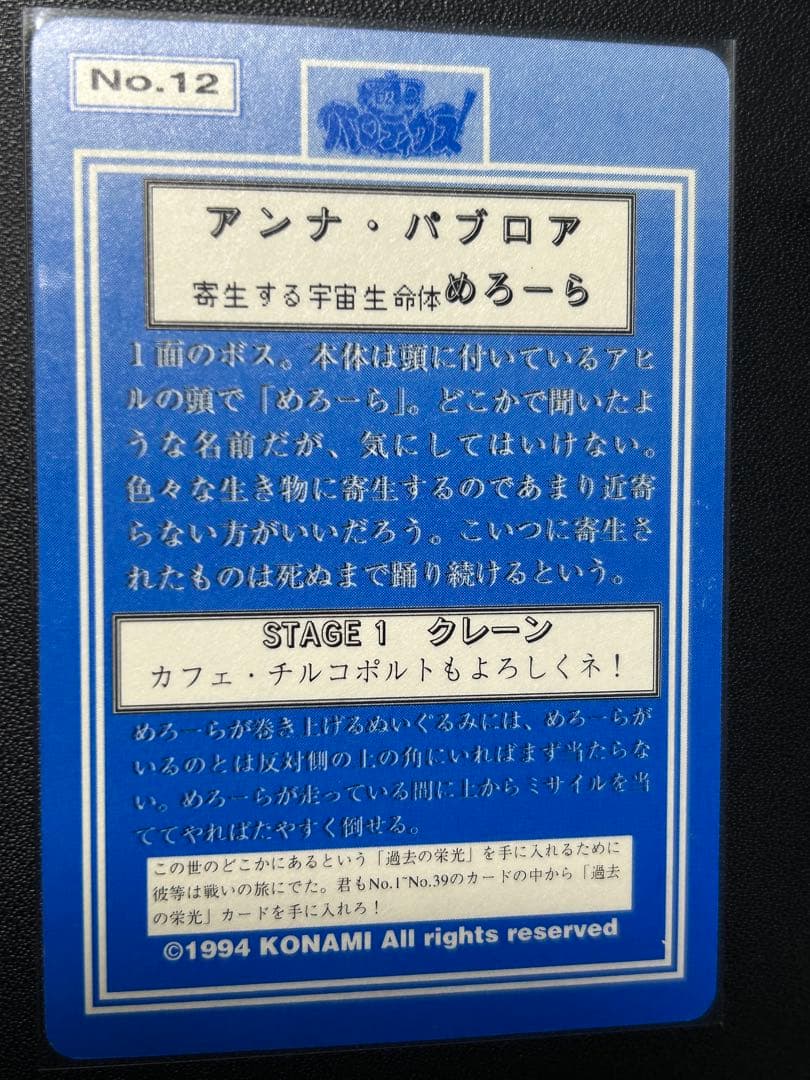 No.12
極上
パロディウス!
アンナ・パブロア
寄生する宇宙生命体めろーら
1面のボス。本体は頭に付いているアヒ
ルの頭で「めろーら」。どこかで聞いたよ
うな名前だが、気にしてはいけない。
色々な生き物に寄生するのであまり近寄
らない方がいいだろう。こいつに寄生さ
れたものは死ぬまで踊り続けるという。
STAGE 1 クレーン
カフェ・チルコポルトもよろしくネ!
めろーらが巻き上げるぬいぐるみには、めろーらが
いるのとは反対側の上の角にいればまず当たらな
い。めろーらが走っている間に上からミサイルを当
ててやればたやすく倒せる。
この世のどこかにあるという「過去の栄光」を手に入れるために
彼等は戦いの旅にでた。君もNo.1~No.39のカードの中から「過去
の栄光」カードを手に入れろ!
©1994 KONAMI All rights reserved